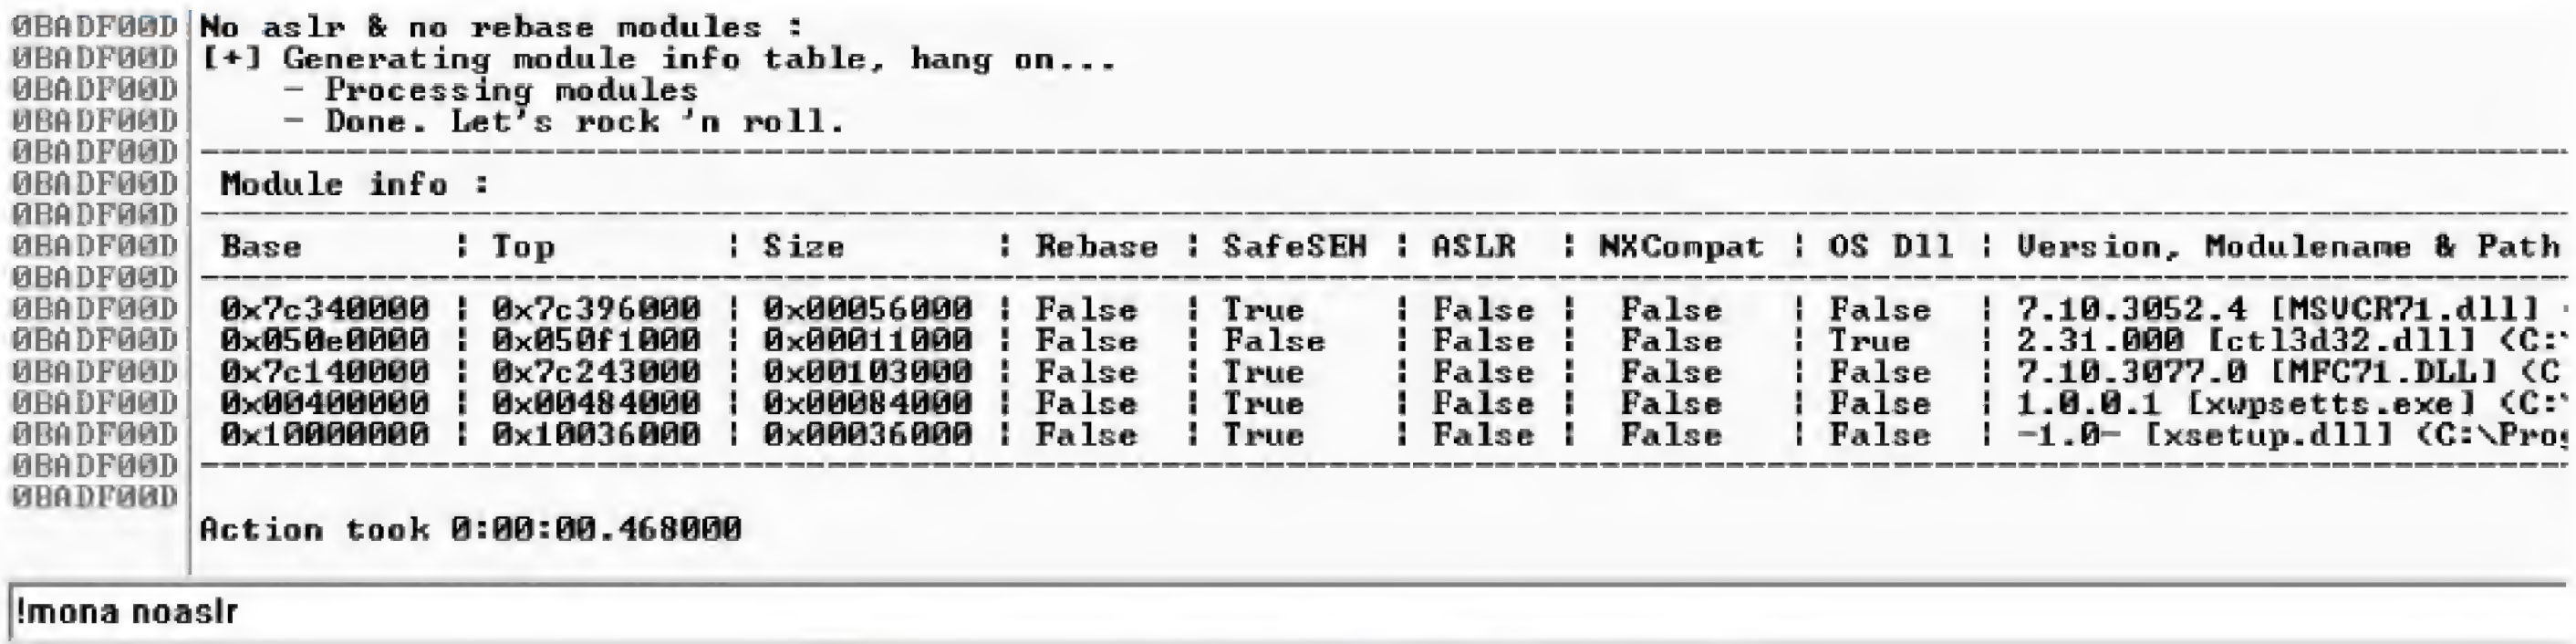 0BADF00D No aslr & no rebase modules :
0BADF00D [+] Generating module info table, hang on...
0BADF00D     - Processing modules
0BADF00D     - Done. Let's rock 'n roll.
0BADF00D ----------------------------------------------------------------
0BADF00D  Module info :
0BADF00D ----------------------------------------------------------------
0BADF00D  Base       | Top        | Size       | Rebase | SafeSEH | ASLR  | NXCompat | OS Dll | Version, Modulename & Path
0BADF00D ----------------------------------------------------------------
0BADF00D  0x7c340000 | 0x7c396000 | 0x00056000 | False  | True    | False |  False   | False  | 7.10.3052.4 [MSVCR71.dll]
0BADF00D  0x050e0000 | 0x050f1000 | 0x00011000 | False  | False   | False |  False   | True   | 2.31.000 [ctl3d32.dll] (C:
0BADF00D  0x7c140000 | 0x7c243000 | 0x00103000 | False  | True    | False |  False   | False  | 7.10.3077.0 [MFC71.DLL] (C
0BADF00D  0x00400000 | 0x00484000 | 0x00084000 | False  | True    | False |  False   | False  | 1.0.0.1 [xwpsetts.exe] (C:
0BADF00D  0x10000000 | 0x10036000 | 0x00036000 | False  | True    | False |  False   | False  | -1.0- [xsetup.dll] (C:\Prog
0BADF00D ----------------------------------------------------------------
0BADF00D
Action took 0:00:00.468000
!mona noaslr